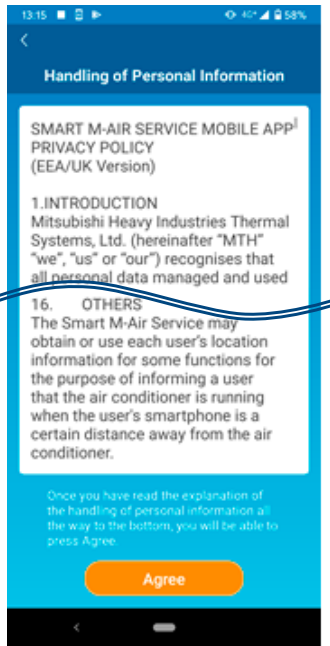 13:15 4G+ 58%
Handling of Personal Information
SMART M-AIR SERVICE MOBILE APP
PRIVACY POLICY
(EEA/UK Version)
1.INTRODUCTION
Mitsubishi Heavy Industries Thermal
Systems, Ltd. (hereinafter “MTH”
“we”, “us” or “our”) recognises that
all personal data managed and used
16. OTHERS
The Smart M-Air Service may
obtain or use each user's location
information for some functions for
the purpose of informing a user
that the air conditioner is running
when the user's smartphone is a
certain distance away from the air
conditioner.
Once you have read the explanation of
the handling of personal information all
the way to the bottom, you will be able to
press Agree.
Agree